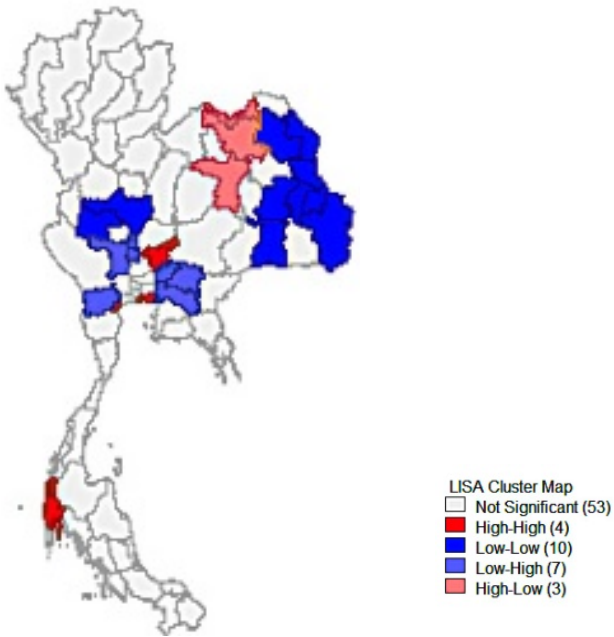 LISA Cluster Map
Not Significant (53)
High-High (4)
Low-Low (10)
Low-High (7)
High-Low (3)